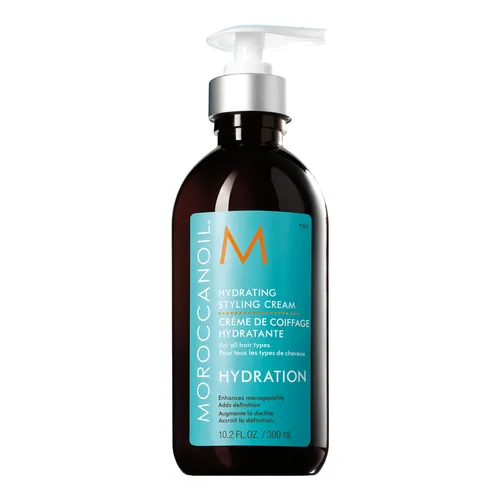 MOROCCANOIL.
M
HYDRATING
STYLING CREAM
CRÈME DE COIFFAGE
HYDRATANTE
For all hair types
Pour tous les types de cheveux
HYDRATION
Enhances manageability
Adds definition
Augmente la docilité
Accroît la définition
10.2 FL.OZ. / 300 ml